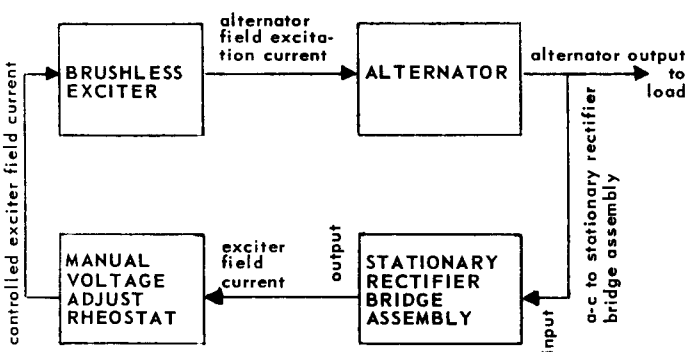 alternator
field excita-
tion current
BRUSHLESS
EXCITER
ALTERNATOR
alternator output
to
load
controlled exciter field current
a-c to stationary rectifier
bridge assembly
MANUAL
VOLTAGE
ADJUST
RHEOSTAT
exciter
field
current
output
STATIONARY
RECTIFIER
BRIDGE
ASSEMBLY
input